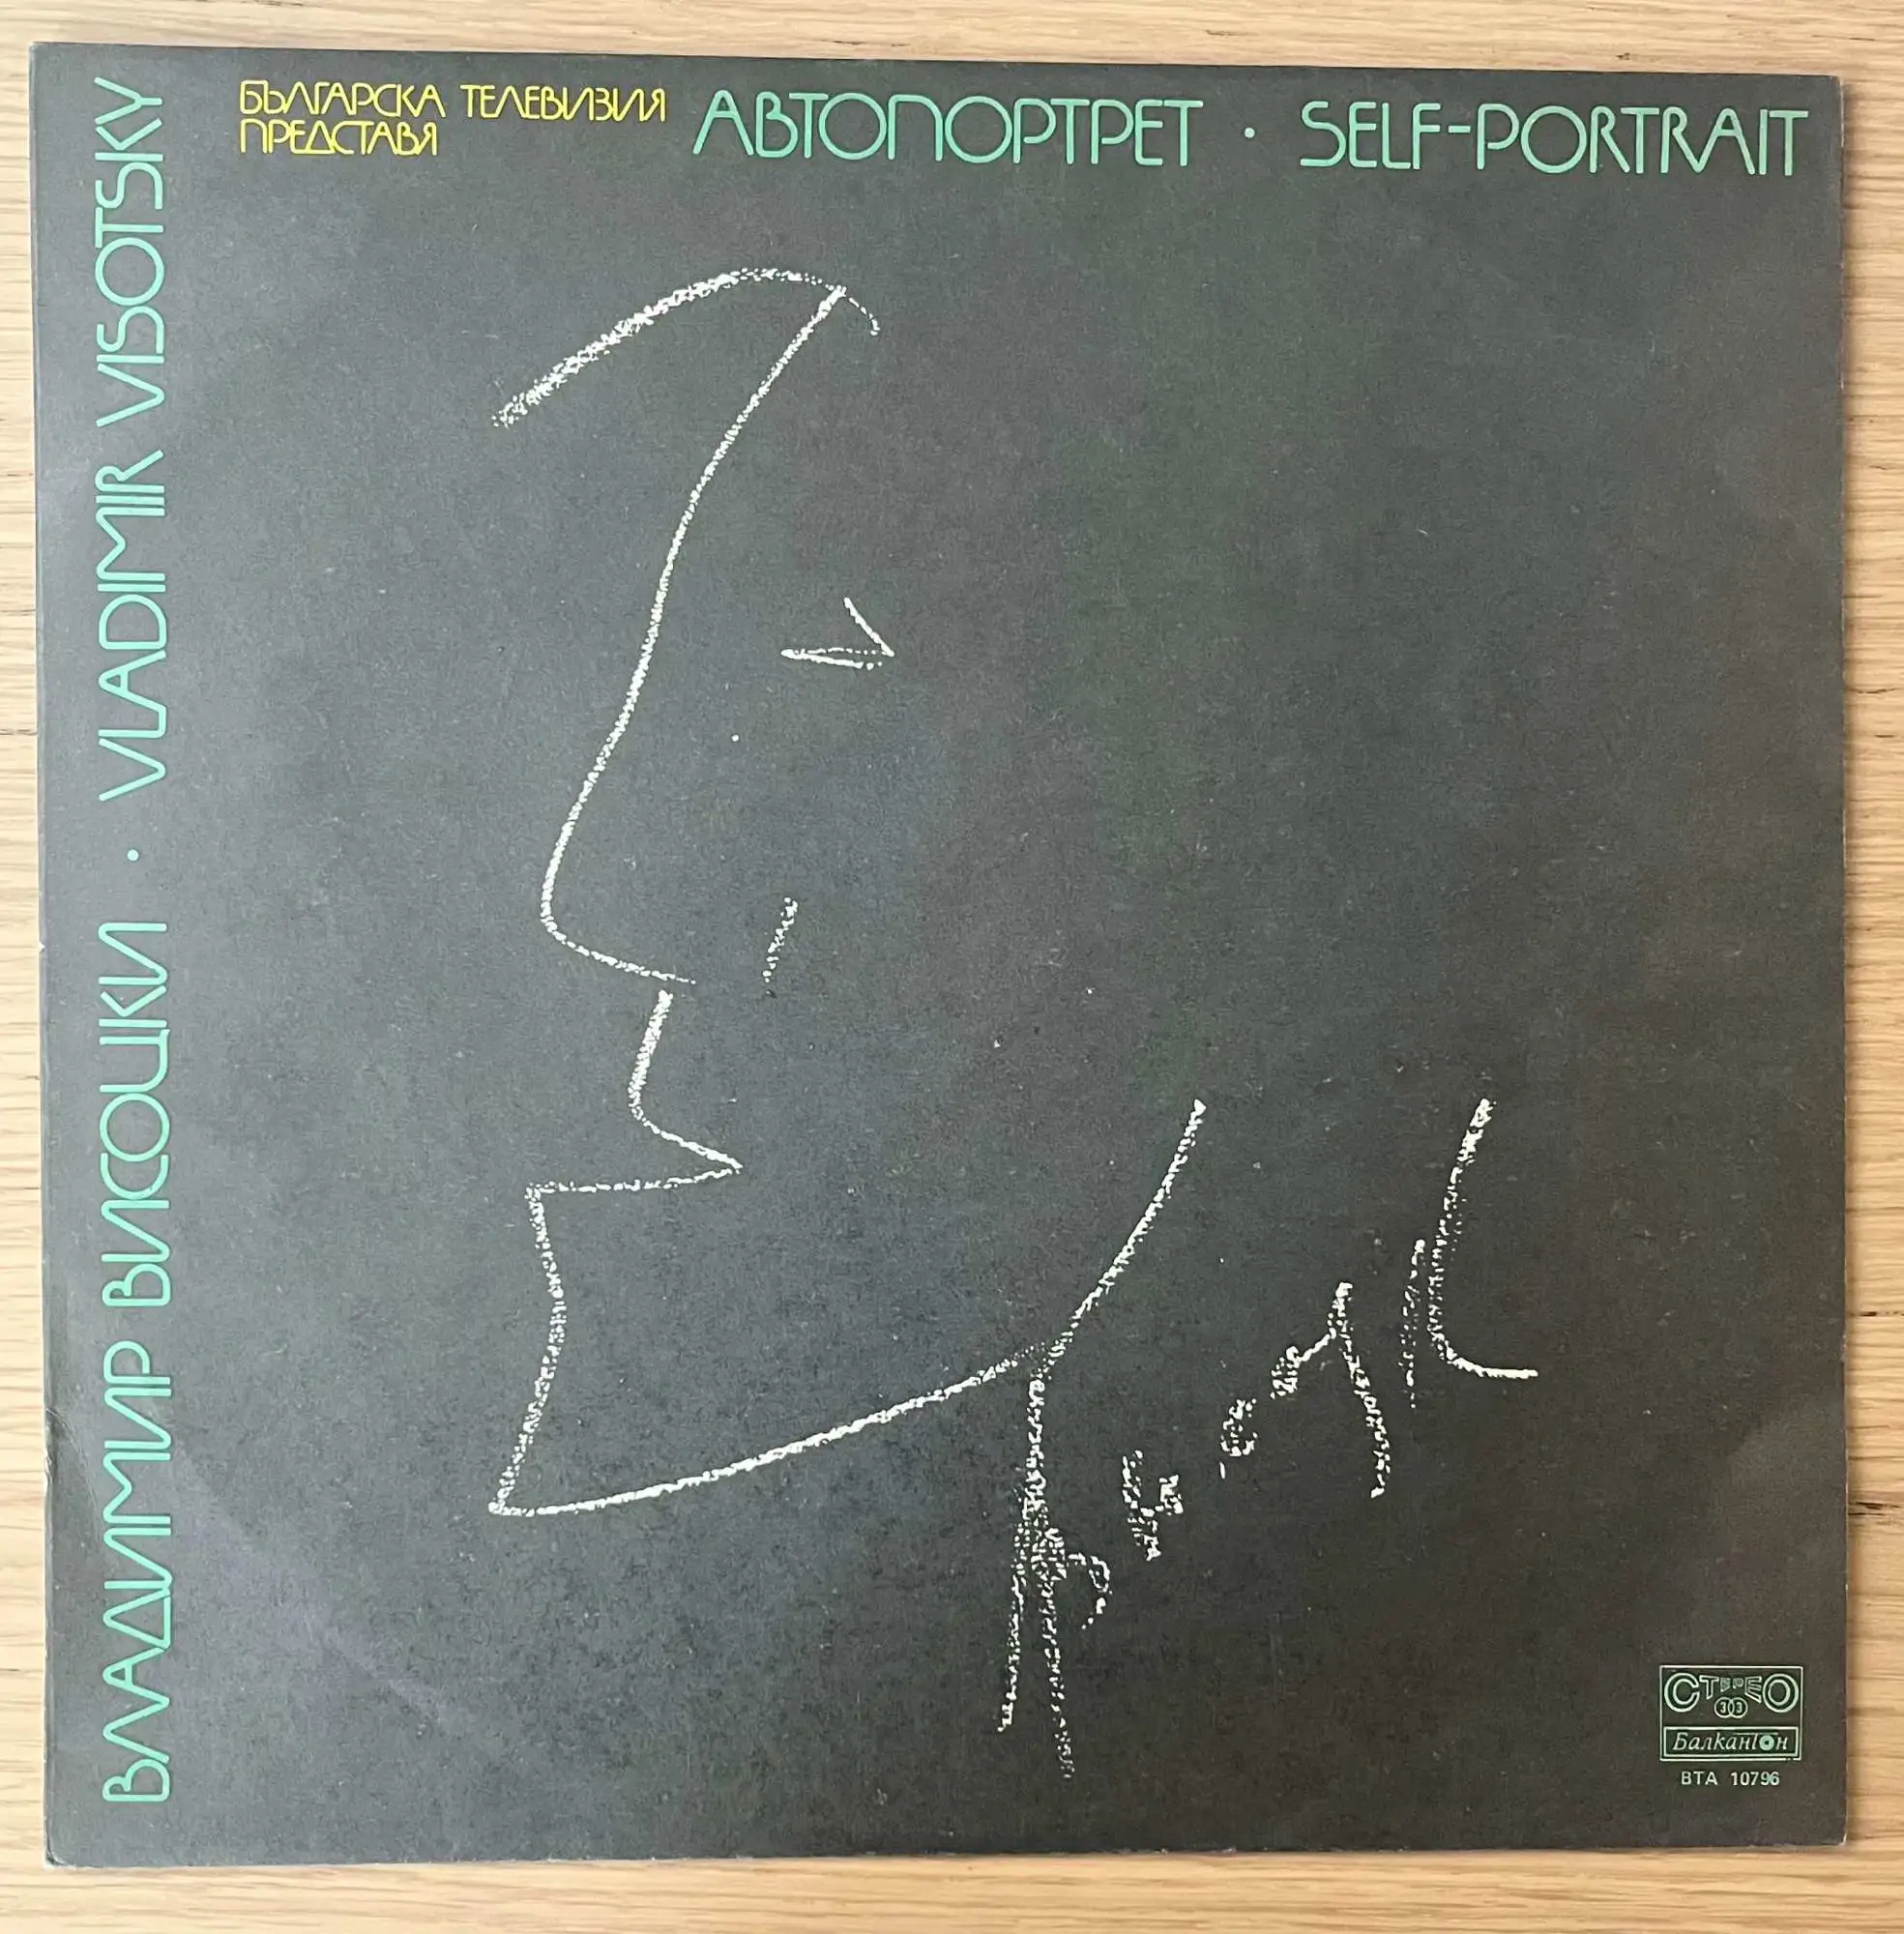 БЪЛГАРСКА ТЕЛЕВИЗИЯ
ПРЕДСТАВЯ
АВТОПОРТРЕТ · SELF-PORTRAIT
ВЛАДИМИР ВИСОЦКИ · VLADIMIR VISOTSKY
СТЕРЕО
33
Балкантон
ВТА 10796